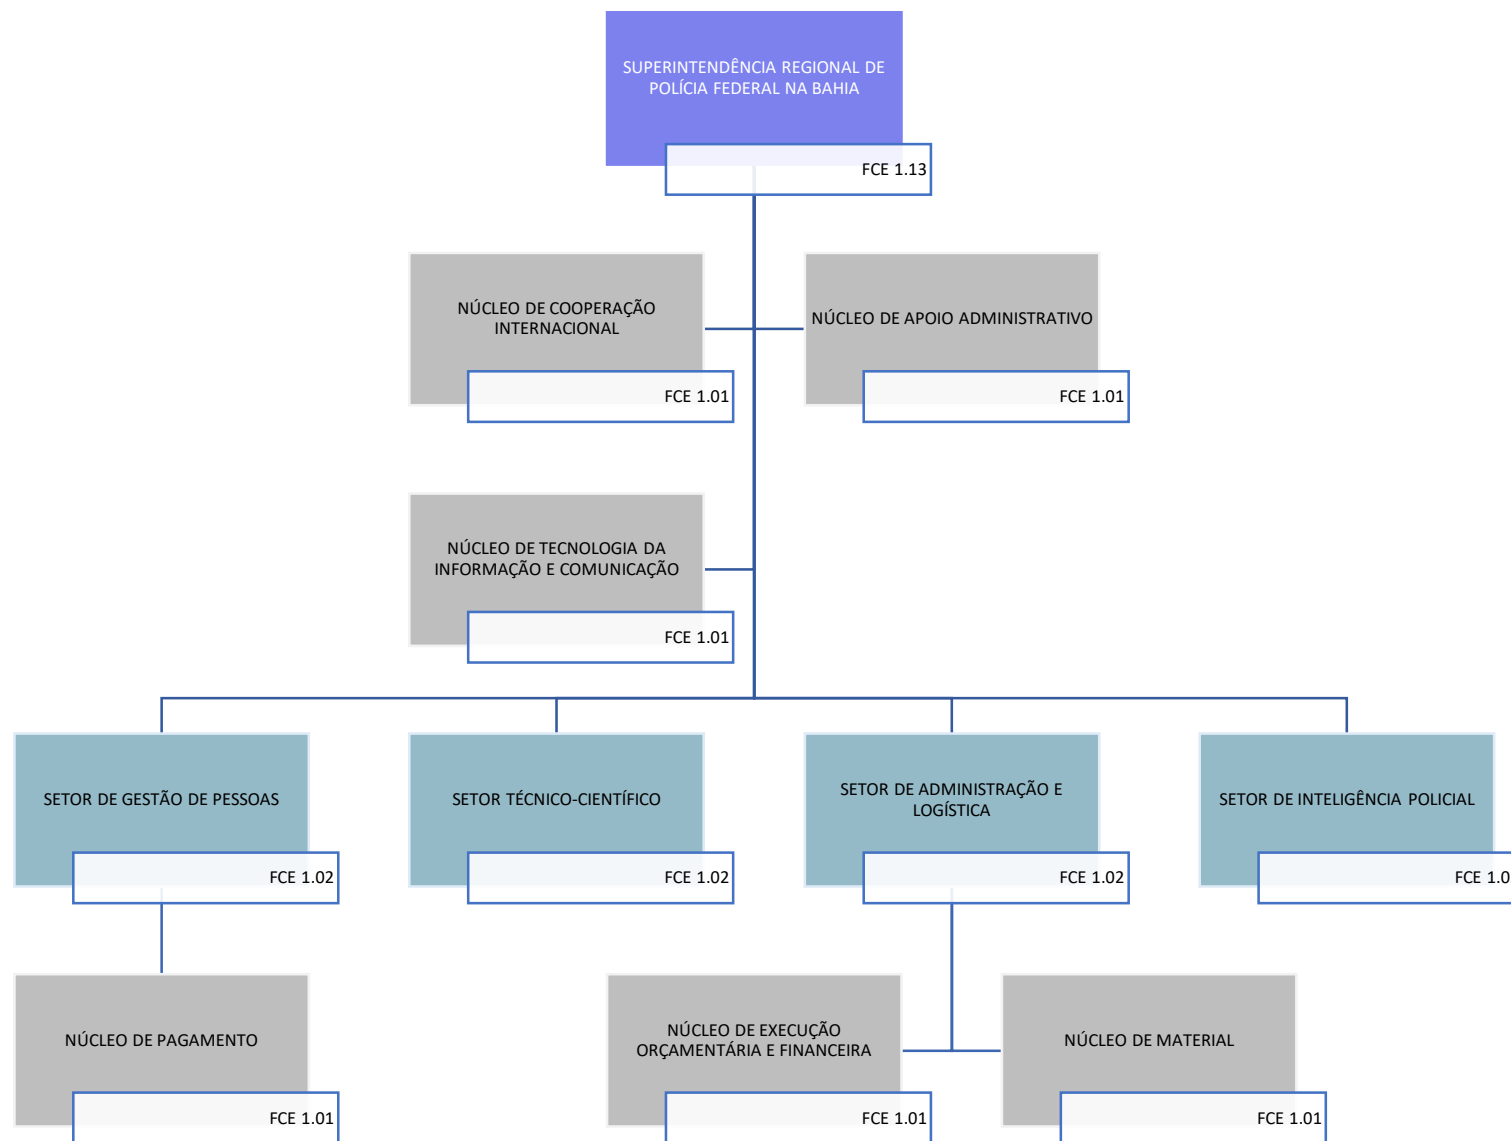 SUPERINTENDÊNCIA REGIONAL DE
POLÍCIA FEDERAL NA BAHIA
FCE 1.13
NÚCLEO DE COOPERAÇÃO
INTERNACIONAL
FCE 1.01
NÚCLEO DE APOIO ADMINISTRATIVO
FCE 1.01
NÚCLEO DE TECNOLOGIA DA
INFORMAÇÃO E COMUNICAÇÃO
FCE 1.01
SETOR DE GESTÃO DE PESSOAS
FCE 1.02
SETOR TÉCNICO-CIENTÍFICO
FCE 1.02
SETOR DE ADMINISTRAÇÃO E
LOGÍSTICA
FCE 1.02
SETOR DE INTELIGÊNCIA POLICIAL
FCE
NÚCLEO DE PAGAMENTO
FCE 1.01
NÚCLEO DE EXECUÇÃO
ORÇAMENTÁRIA E FINANCEIRA
FCE 1.01
NÚCLEO DE MATERIAL
FCE 1.01